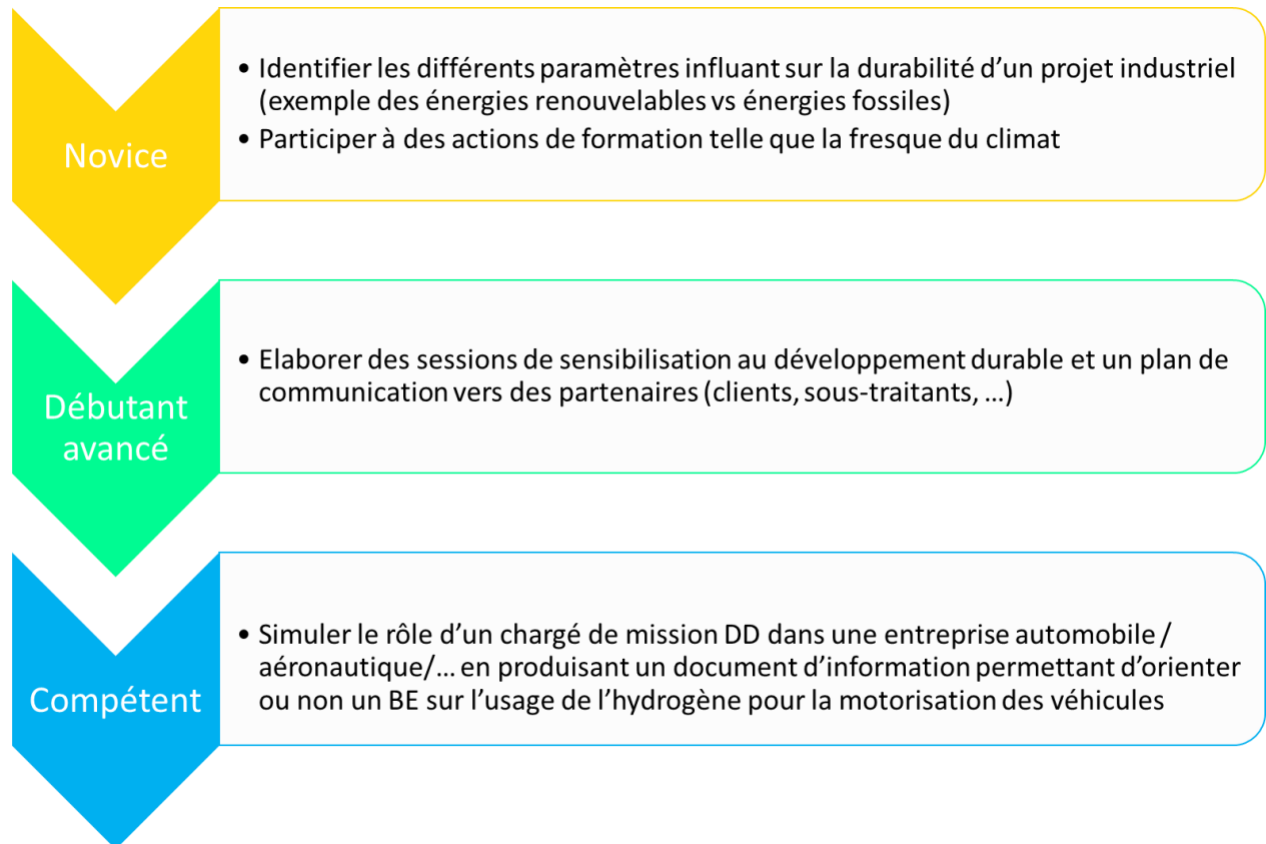 Novice
• Identifier les différents paramètres influant sur la durabilité d’un projet industriel
(exemple des énergies renouvelables vs énergies fossiles)
• Participer à des actions de formation telle que la fresque du climat
Débutant
avancé
• Elaborer des sessions de sensibilisation au développement durable et un plan de
communication vers des partenaires (clients, sous-traitants, …)
Compétent
• Simuler le rôle d’un chargé de mission DD dans une entreprise automobile /
aéronautique/… en produisant un document d’information permettant d’orienter
ou non un BE sur l’usage de l’hydrogène pour la motorisation des véhicules